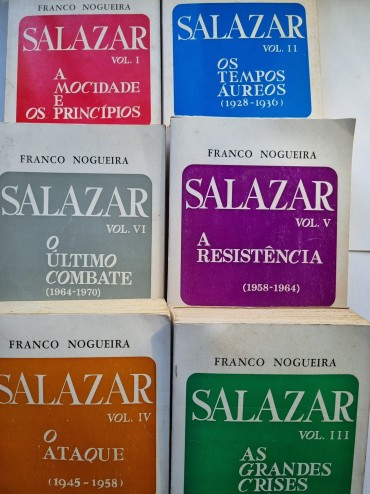 FRANCO NOGUEIRA
SALAZAR
VOL. I
A
MOCIDADE
E
OS PRINCÍPIOS
FRANCO NOGUEIRA
SALAZAR
VOL. II
OS
TEMPOS
ÁUREOS
(1928-1936)
FRANCO NOGUEIRA
SALAZAR
VOL. VI
O
ÚLTIMO
COMBATE
(1964-1970)
FRANCO NOGUEIRA
SALAZAR
VOL. V
A
RESISTÊNCIA
(1958-1964)
FRANCO NOGUEIRA
SALAZAR
VOL. IV
O
ATAQUE
(1945-1958)
FRANCO NOGUEIRA
SALAZAR
VOL. III
AS
GRANDES
CRISES